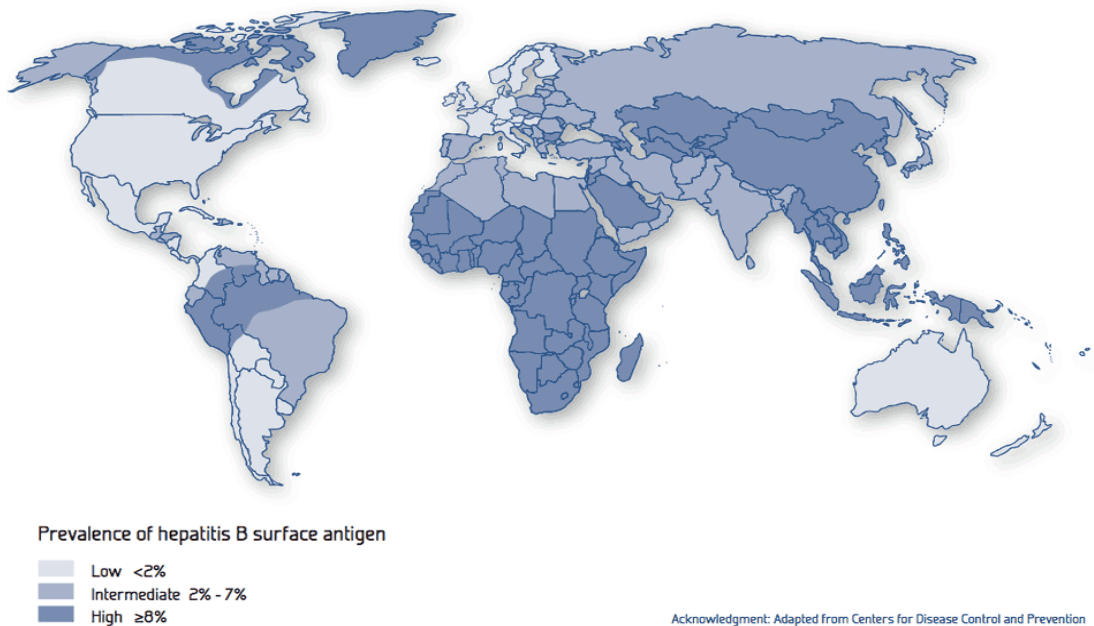 Prevalence of hepatitis B surface antigen
Low <2%
Intermediate 2% - 7%
High ≥8%
Acknowledgment: Adapted from Centers for Disease Control and Prevention